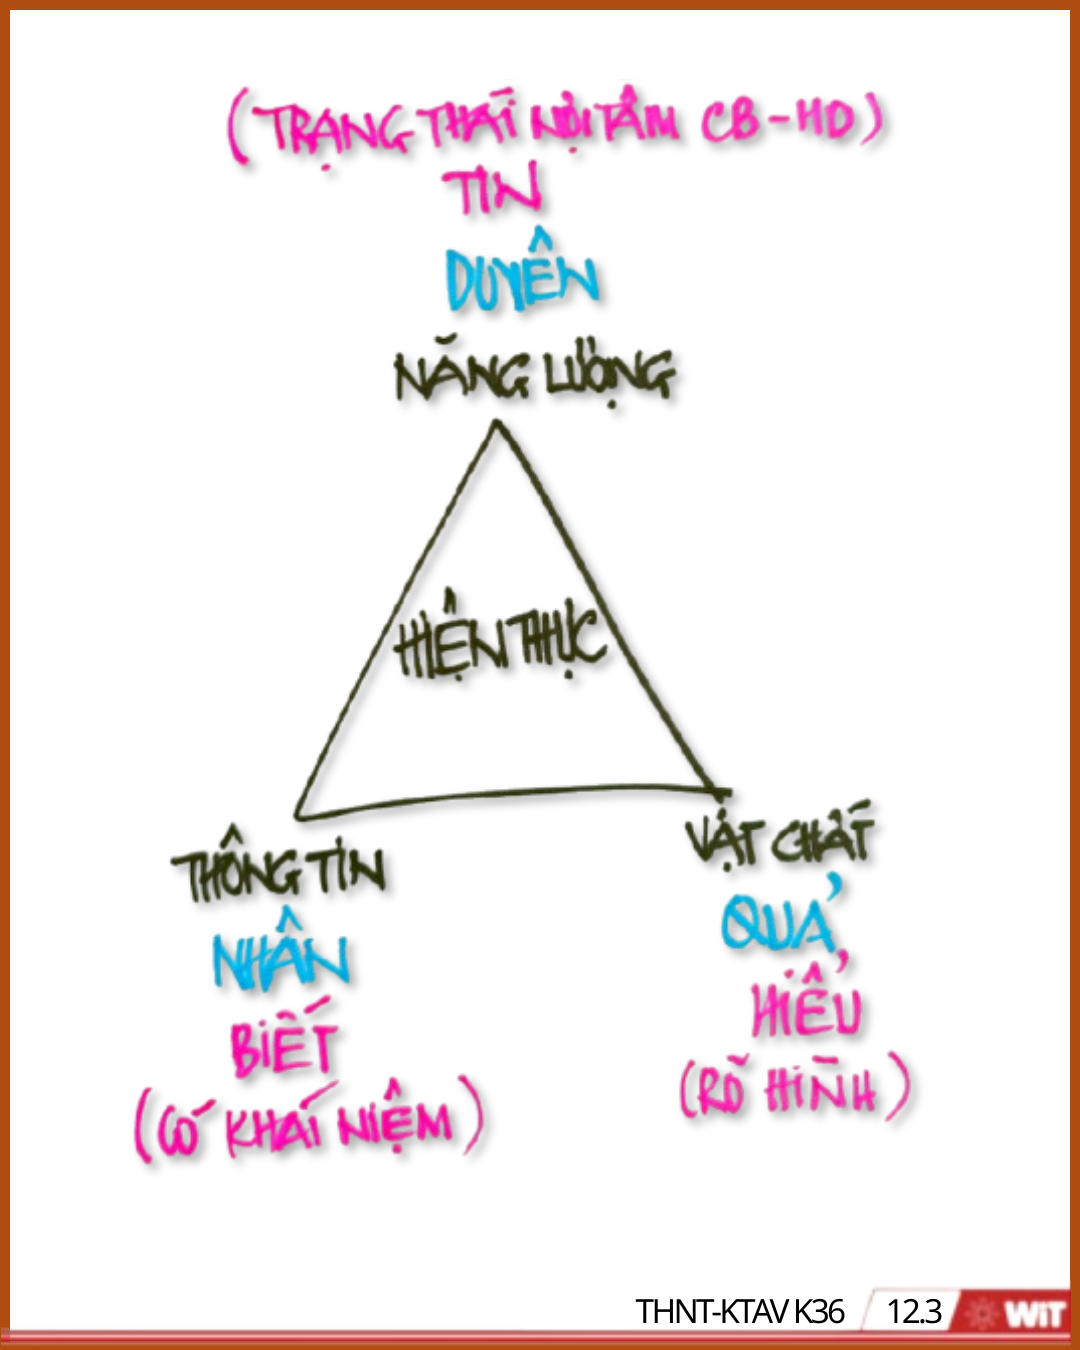 (TRẠNG THÁI NỘI TÂM CB-HD)
TIN
DUYÊN
NĂNG LƯỢNG
HIỆN THỰC
THÔNG TIN
NHÂN
BIẾT
(CÓ KHÁI NIỆM)
VẬT CHẤT
QUẢ
HIỂU
(RÕ HÌNH)
THNT-KTAV K36 12.3 WiT